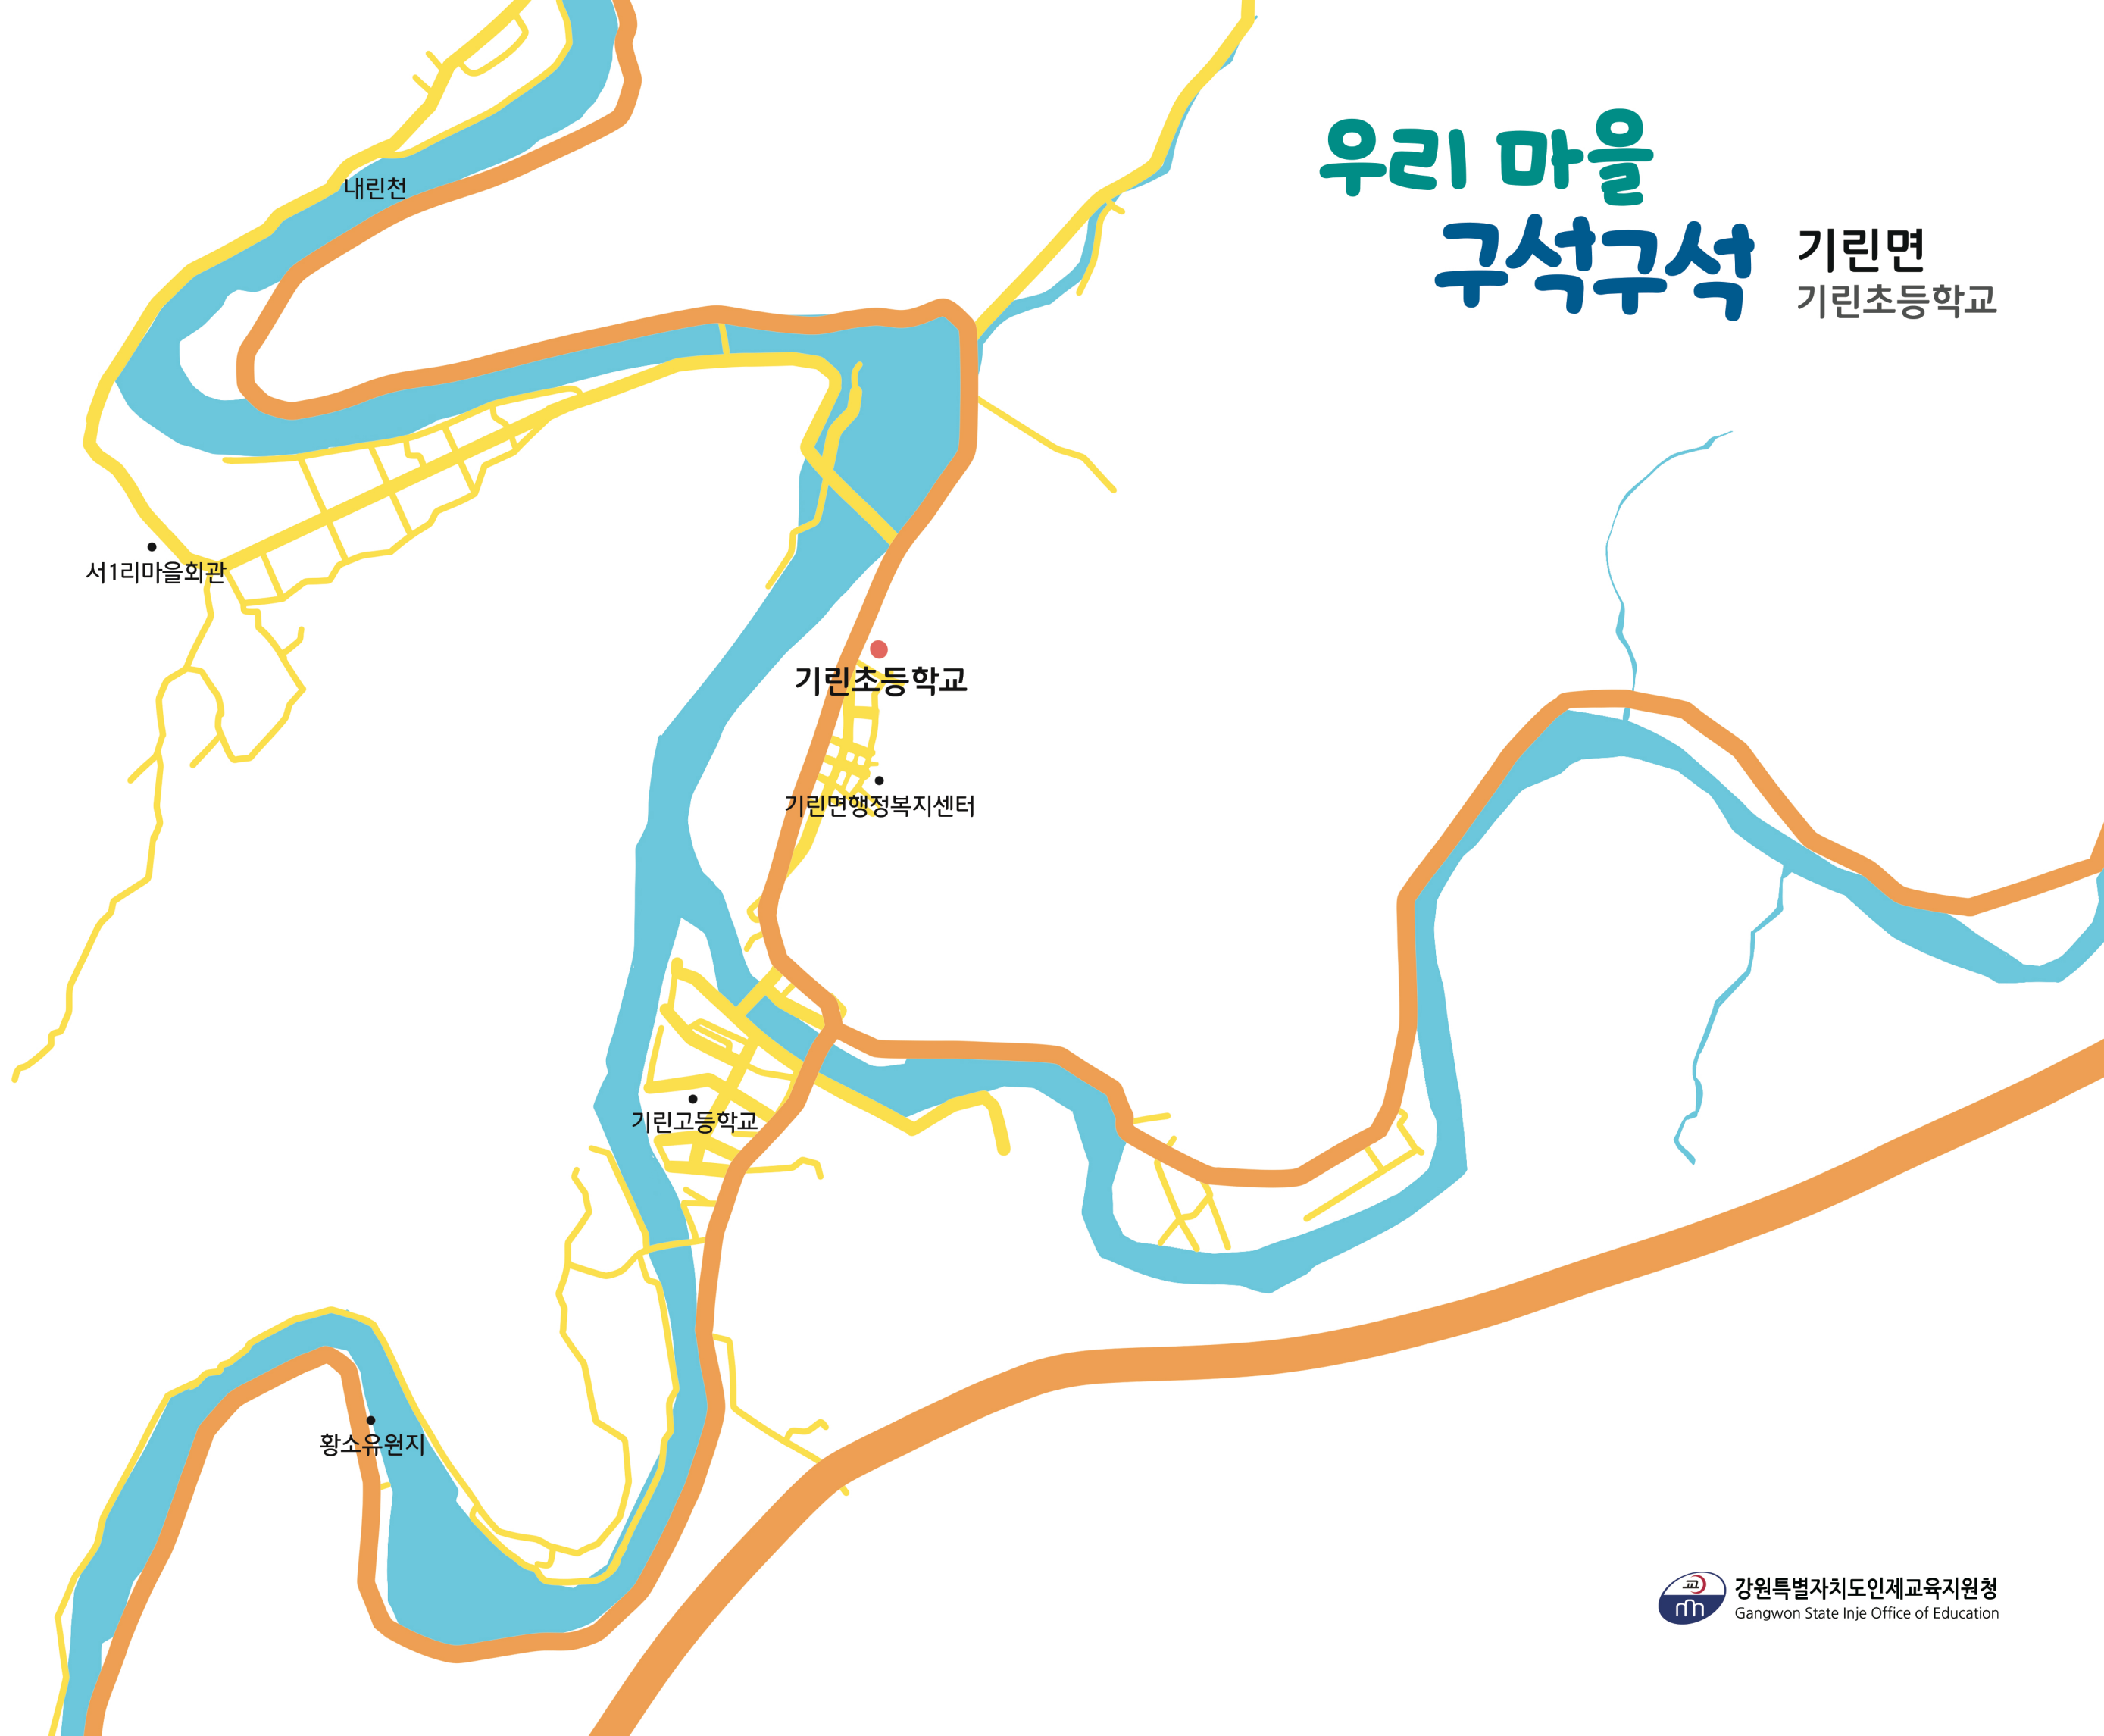 우리 마을
구석구석
기린면
기린초등학교
내린천
서1리마을회관
기린초등학교
기린면행정복지센터
기린고등학교
황소유원지
교
강원특별자치도인제교육지원청
Gangwon State Inje Office of Education